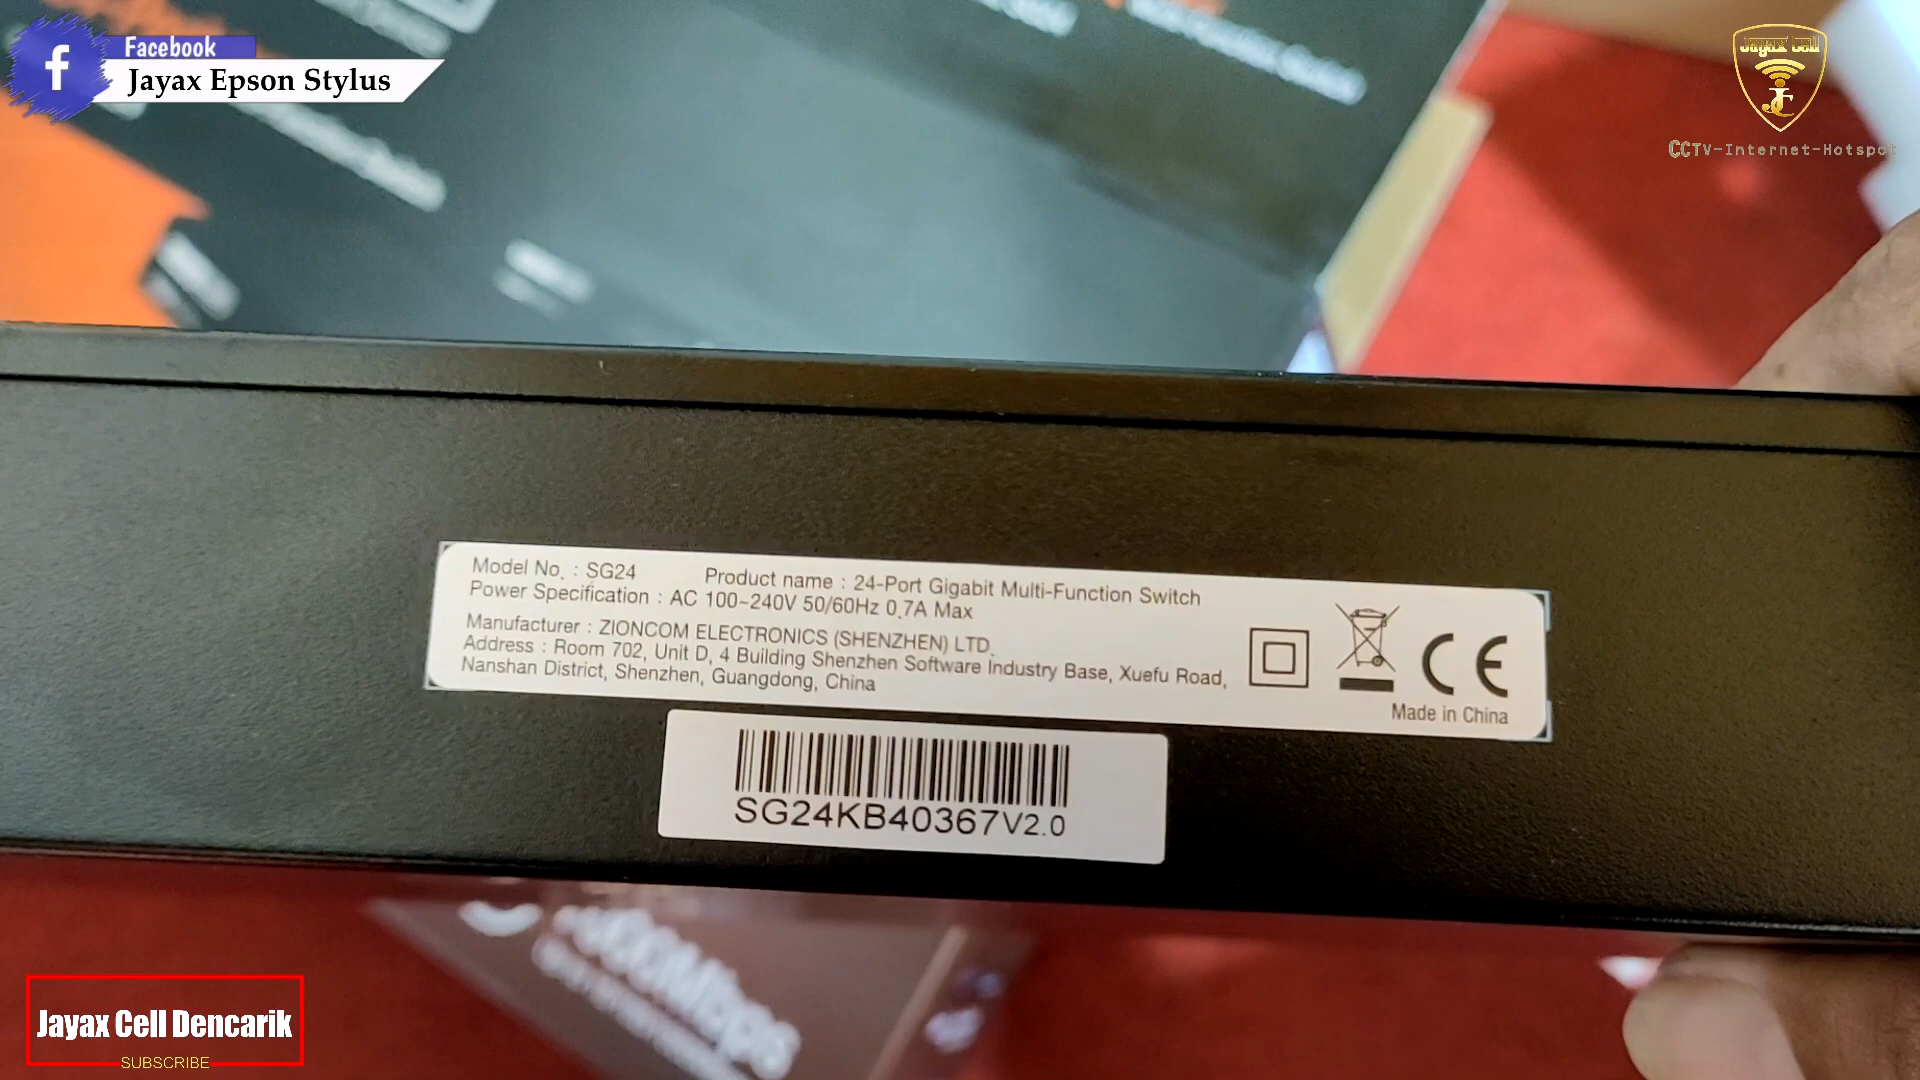 Facebook
Jayax Epson Stylus
Jayax Cell
JC
CCTV-Internet-Hotspot
Model No. : SG24 Product name : 24-Port Gigabit Multi-Function Switch
Power Specification : AC 100~240V 50/60Hz 0.7A Max
Manufacturer : ZIONCOM ELECTRONICS (SHENZHEN) LTD.
Address : Room 702, Unit D, 4 Building Shenzhen Software Industry Base, Xuefu Road,
Nanshan District, Shenzhen, Guangdong, China
CE
Made in China
SG24KB40367V2.0
Jayax Cell Dencarik
SUBSCRIBE